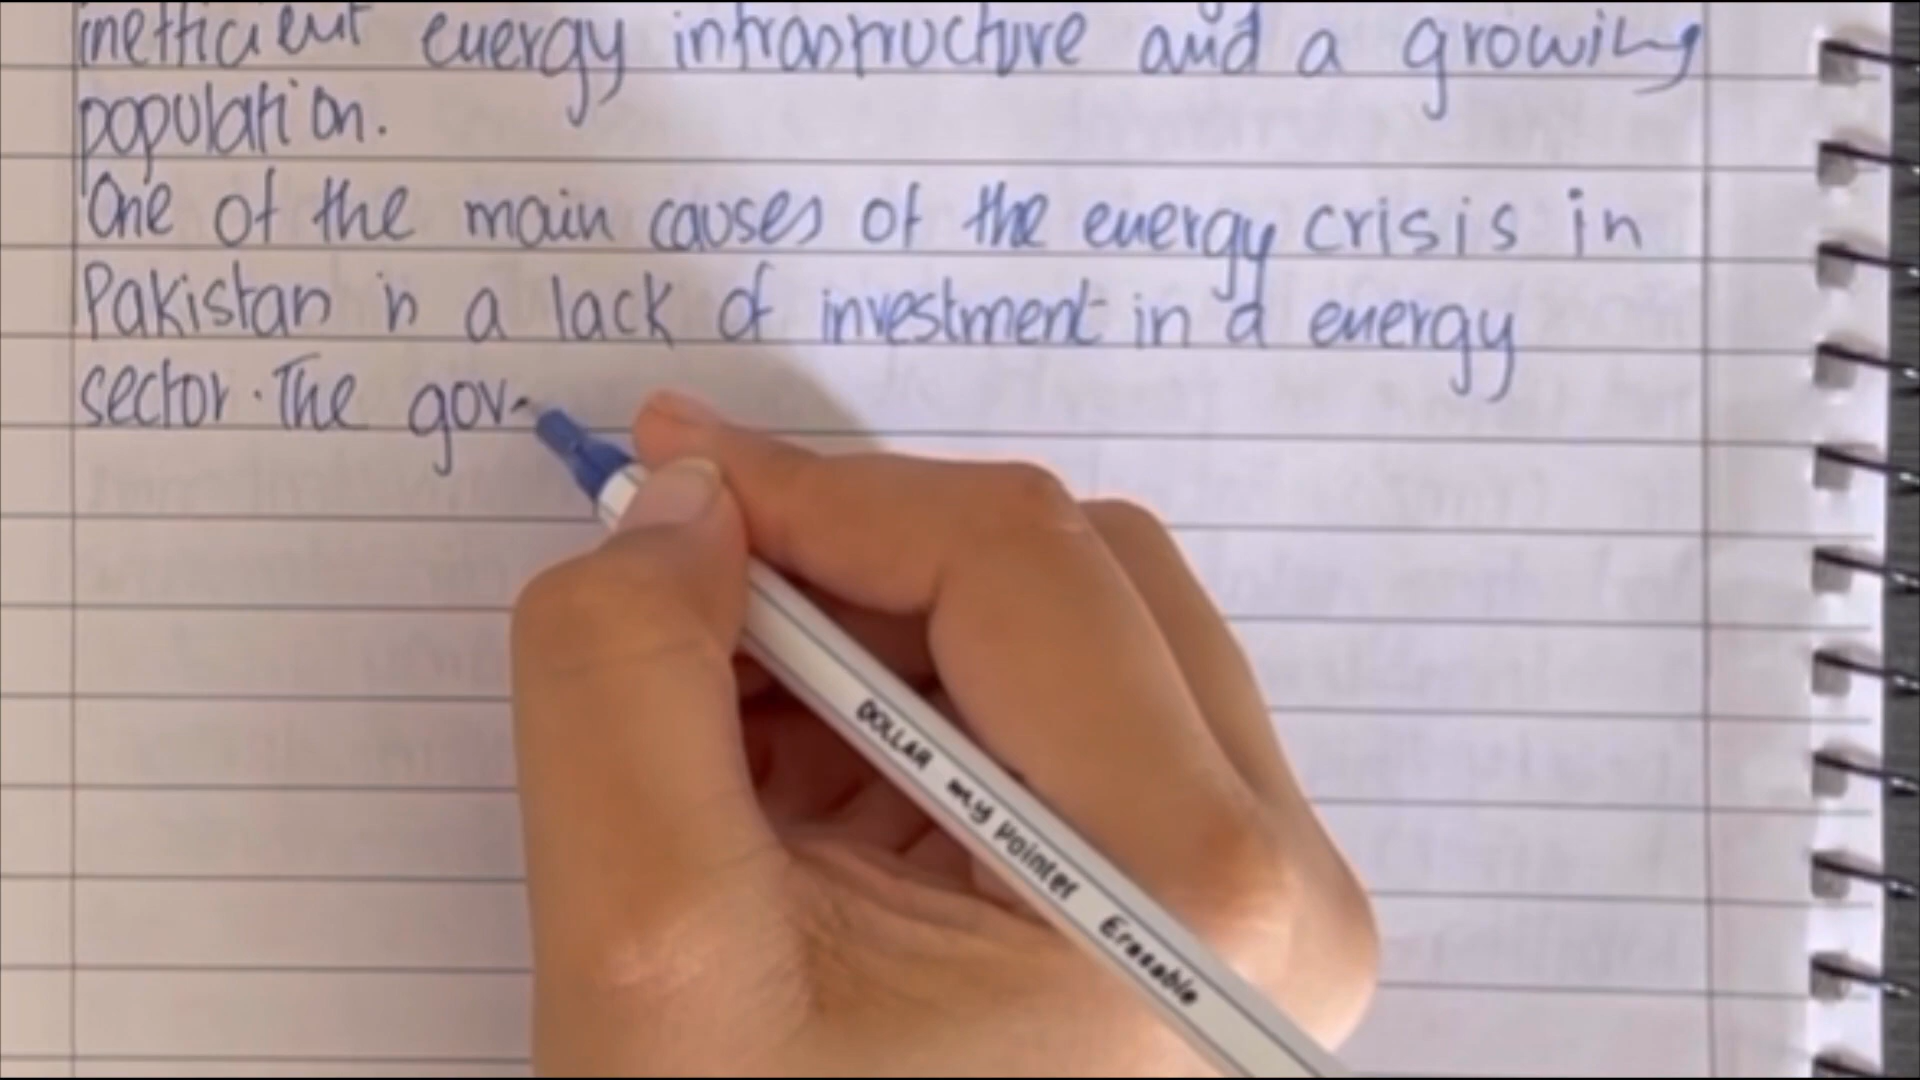 inefficient energy infrastructure and a growing
population.
One of the main causes of the energy crisis in
Pakistan is a lack of investment in a energy
sector. The gov
DOLLAR my Pointer Erasable